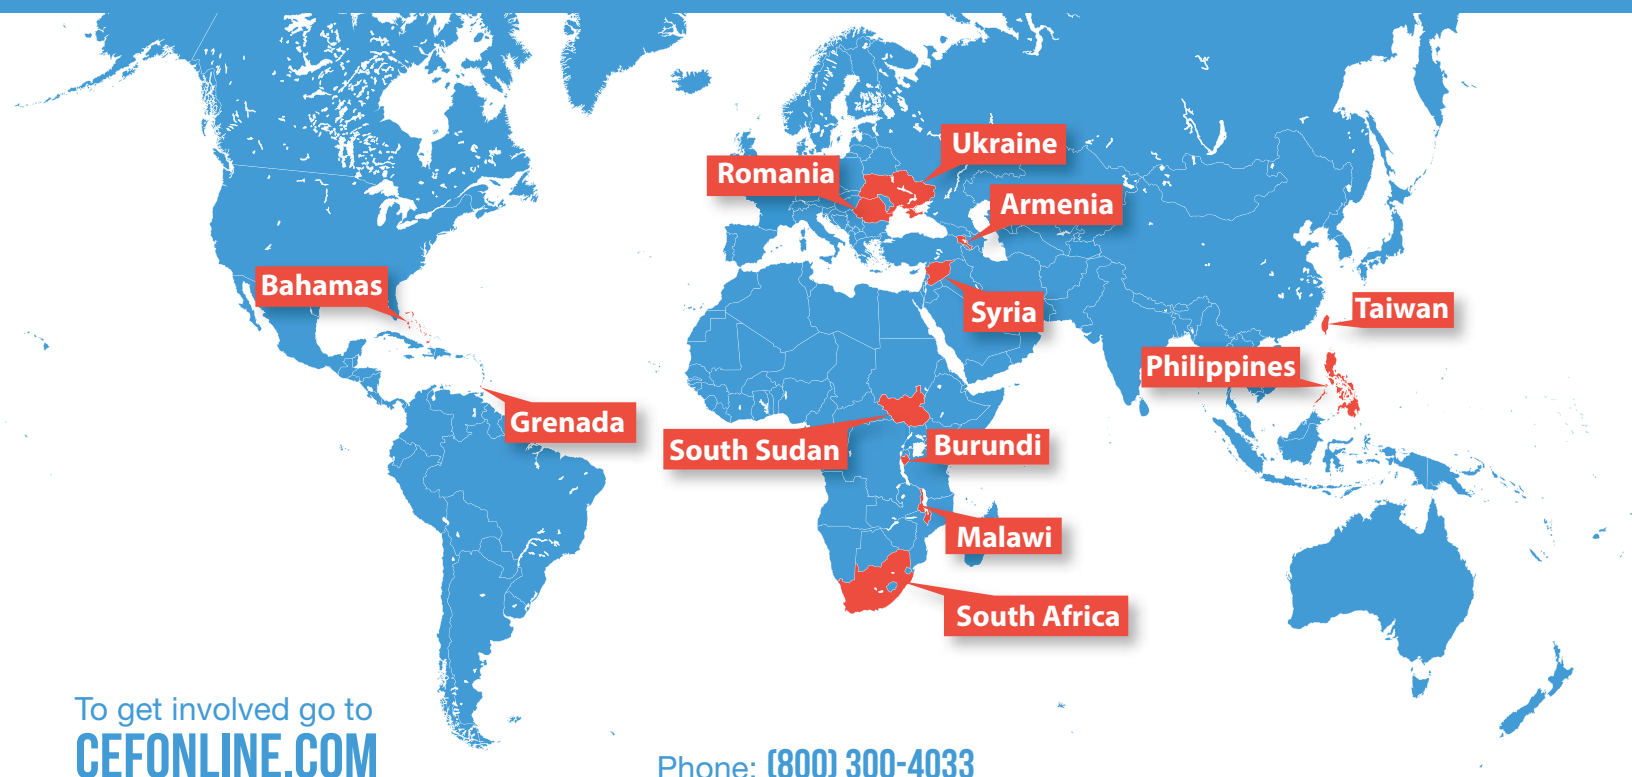 Ukraine
Romania
Armenia
Bahamas
Syria
Taiwan
Philippines
Grenada
South Sudan
Burundi
Malawi
South Africa
To get involved go to
CEFONLINE.COM
Phone: (800) 300-4033